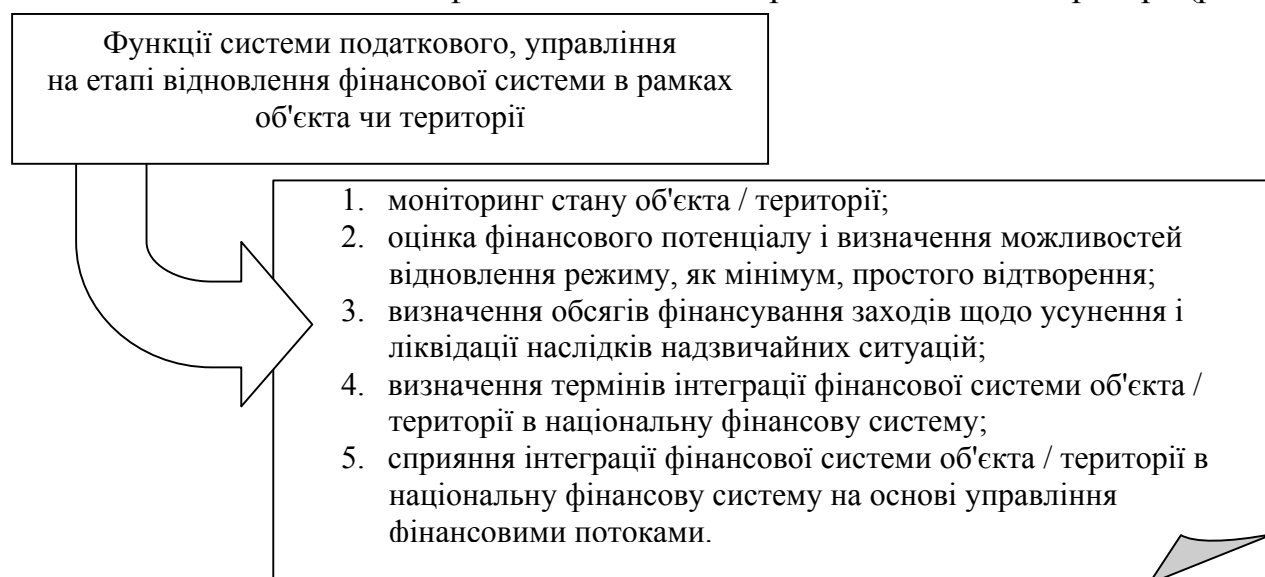 Функції системи податкового, управління
на етапі відновлення фінансової системи в рамках
об'єкта чи території
1. моніторинг стану об'єкта / території;
2. оцінка фінансового потенціалу і визначення можливостей
відновлення режиму, як мінімум, простого відтворення;
3. визначення обсягів фінансування заходів щодо усунення і
ліквідації наслідків надзвичайних ситуацій;
4. визначення термінів інтеграції фінансової системи об'єкта /
території в національну фінансову систему;
5. сприяння інтеграції фінансової системи об'єкта / території в
національну фінансову систему на основі управління
фінансовими потоками.